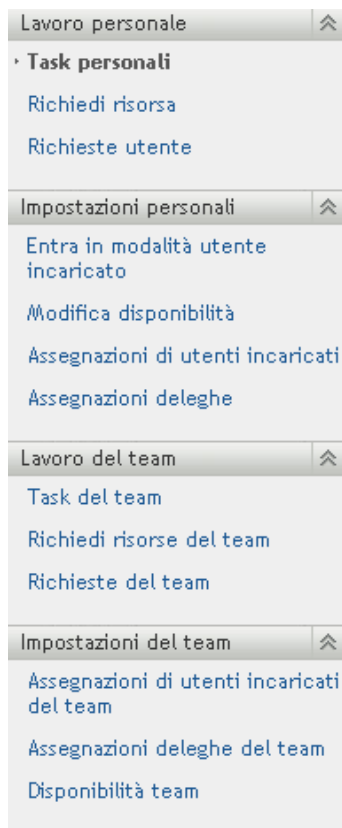 Lavoro personale
Task personali
Richiedi risorsa
Richieste utente
Impostazioni personali
Entra in modalità utente
incaricato
Modifica disponibilità
Assegnazioni di utenti incaricati
Assegnazioni deleghe
Lavoro del team
Task del team
Richiedi risorse del team
Richieste del team
Impostazioni del team
Assegnazioni di utenti incaricati
del team
Assegnazioni deleghe del team
Disponibilità team